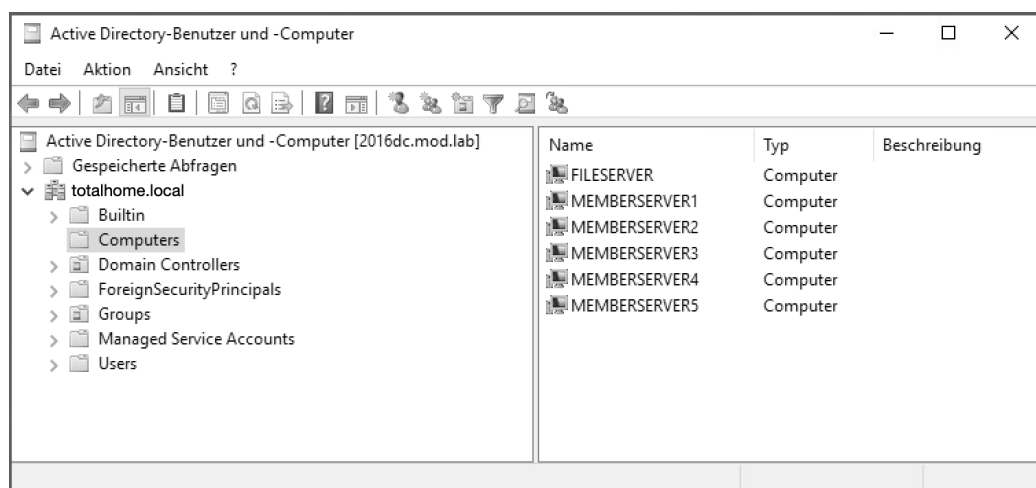 Active Directory-Benutzer und -Computer
Datei Aktion Ansicht ?
Active Directory-Benutzer und -Computer [2016dc.mod.lab]
Gespeicherte Abfragen
totalhome.local
Builtin
Computers
Domain Controllers
ForeignSecurityPrincipals
Groups
Managed Service Accounts
Users
Name Typ Beschreibung
FILESERVER Computer
MEMBERSERVER1 Computer
MEMBERSERVER2 Computer
MEMBERSERVER3 Computer
MEMBERSERVER4 Computer
MEMBERSERVER5 Computer